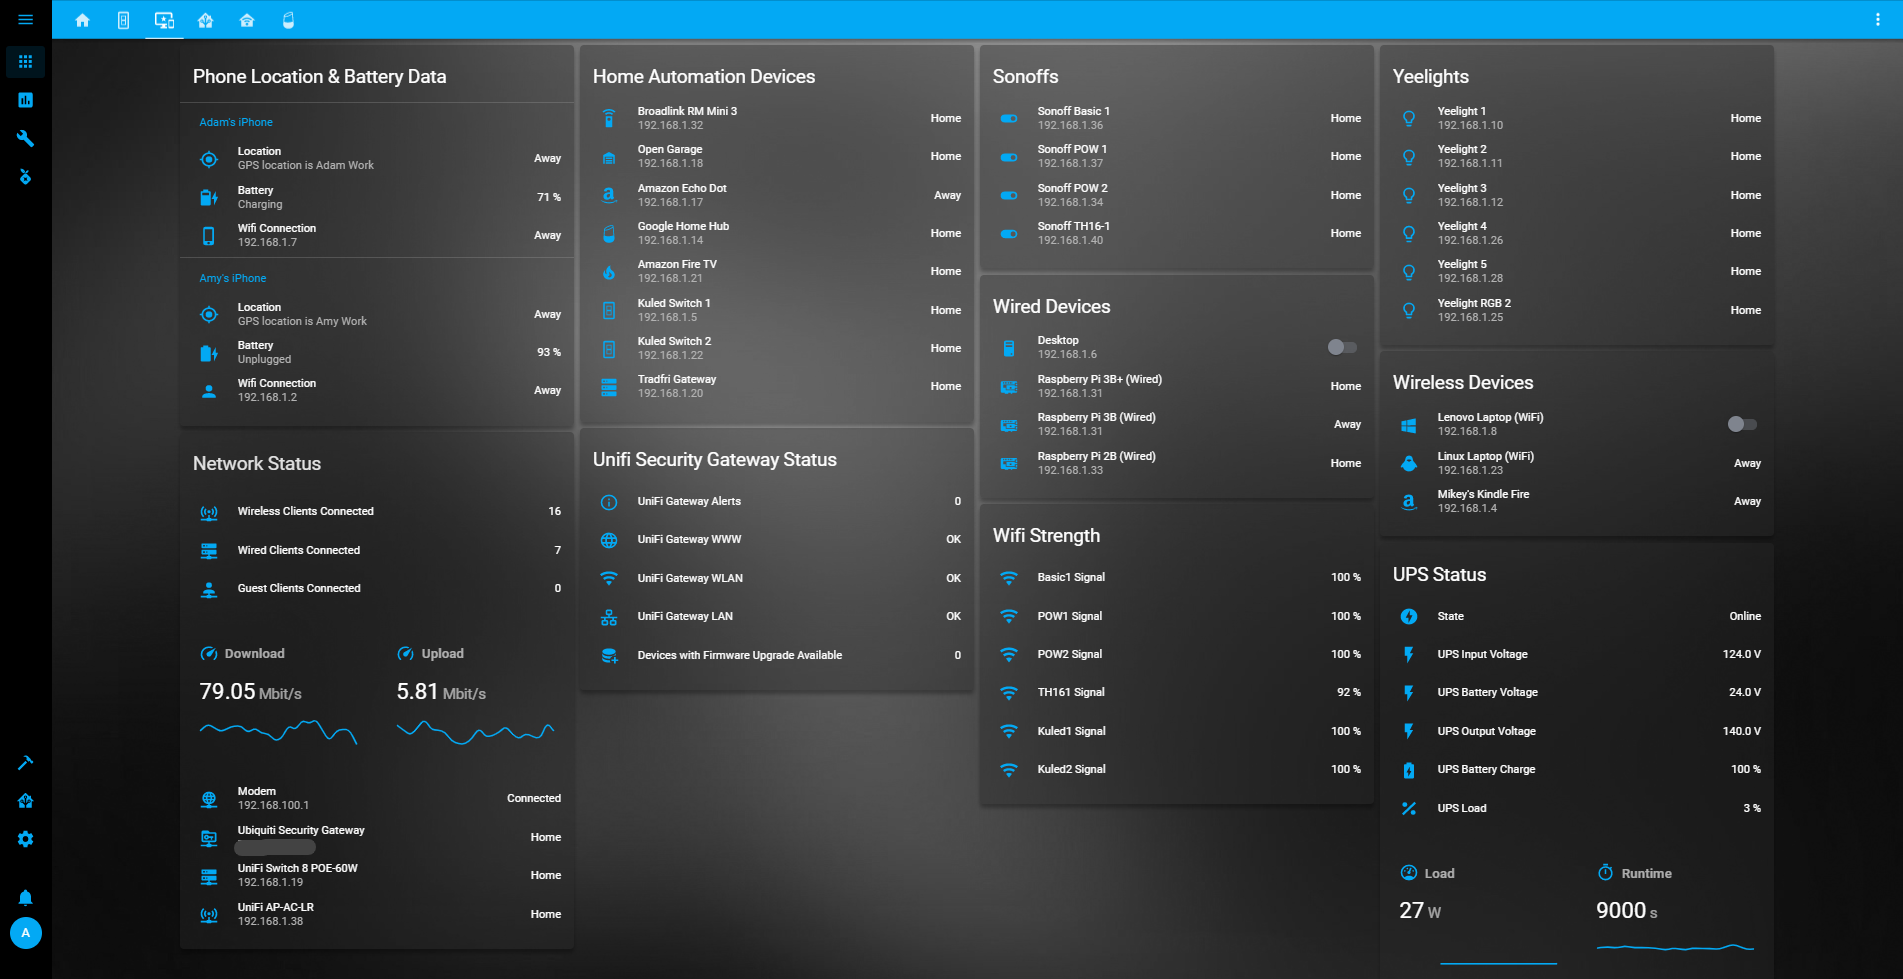 Phone Location & Battery Data
Adam's iPhone
Location
GPS location is Adam Work
Away
Battery
Charging
71 %
Wifi Connection
192.168.1.7
Away
Amy's iPhone
Location
GPS location is Amy Work
Away
Battery
Unplugged
93 %
Wifi Connection
192.168.1.2
Away
Network Status
Wireless Clients Connected
16
Wired Clients Connected
7
Guest Clients Connected
0
Download
79.05 Mbit/s
Upload
5.81 Mbit/s
Modem
192.168.100.1
Connected
Ubiquiti Security Gateway
Home
UniFi Switch 8 POE-60W
192.168.1.19
Home
UniFi AP-AC-LR
192.168.1.38
Home
Home Automation Devices
Broadlink RM Mini 3
192.168.1.32
Home
Open Garage
192.168.1.18
Home
Amazon Echo Dot
192.168.1.17
Away
Google Home Hub
192.168.1.14
Home
Amazon Fire TV
192.168.1.21
Home
Kuled Switch 1
192.168.1.5
Home
Kuled Switch 2
192.168.1.22
Home
Tradfri Gateway
192.168.1.20
Home
Unifi Security Gateway Status
UniFi Gateway Alerts
0
UniFi Gateway WWW
OK
UniFi Gateway WLAN
OK
UniFi Gateway LAN
OK
Devices with Firmware Upgrade Available
0
Sonoffs
Sonoff Basic 1
192.168.1.36
Home
Sonoff POW 1
192.168.1.37
Home
Sonoff POW 2
192.168.1.34
Home
Sonoff TH16-1
192.168.1.40
Home
Wired Devices
Desktop
192.168.1.6
Raspberry Pi 3B+ (Wired)
192.168.1.31
Home
Raspberry Pi 3B (Wired)
192.168.1.31
Away
Raspberry Pi 2B (Wired)
192.168.1.33
Home
Wifi Strength
Basic1 Signal
100 %
POW1 Signal
100 %
POW2 Signal
100 %
TH161 Signal
92 %
Kuled1 Signal
100 %
Kuled2 Signal
100 %
Yeelights
Yeelight 1
192.168.1.10
Home
Yeelight 2
192.168.1.11
Home
Yeelight 3
192.168.1.12
Home
Yeelight 4
192.168.1.26
Home
Yeelight 5
192.168.1.28
Home
Yeelight RGB 2
192.168.1.25
Home
Wireless Devices
Lenovo Laptop (WiFi)
192.168.1.8
Linux Laptop (WiFi)
192.168.1.23
Away
Mikey's Kindle Fire
192.168.1.4
Away
UPS Status
State
Online
UPS Input Voltage
124.0 V
UPS Battery Voltage
24.0 V
UPS Output Voltage
140.0 V
UPS Battery Charge
100 %
UPS Load
3 %
Load
27 W
Runtime
9000 s
A